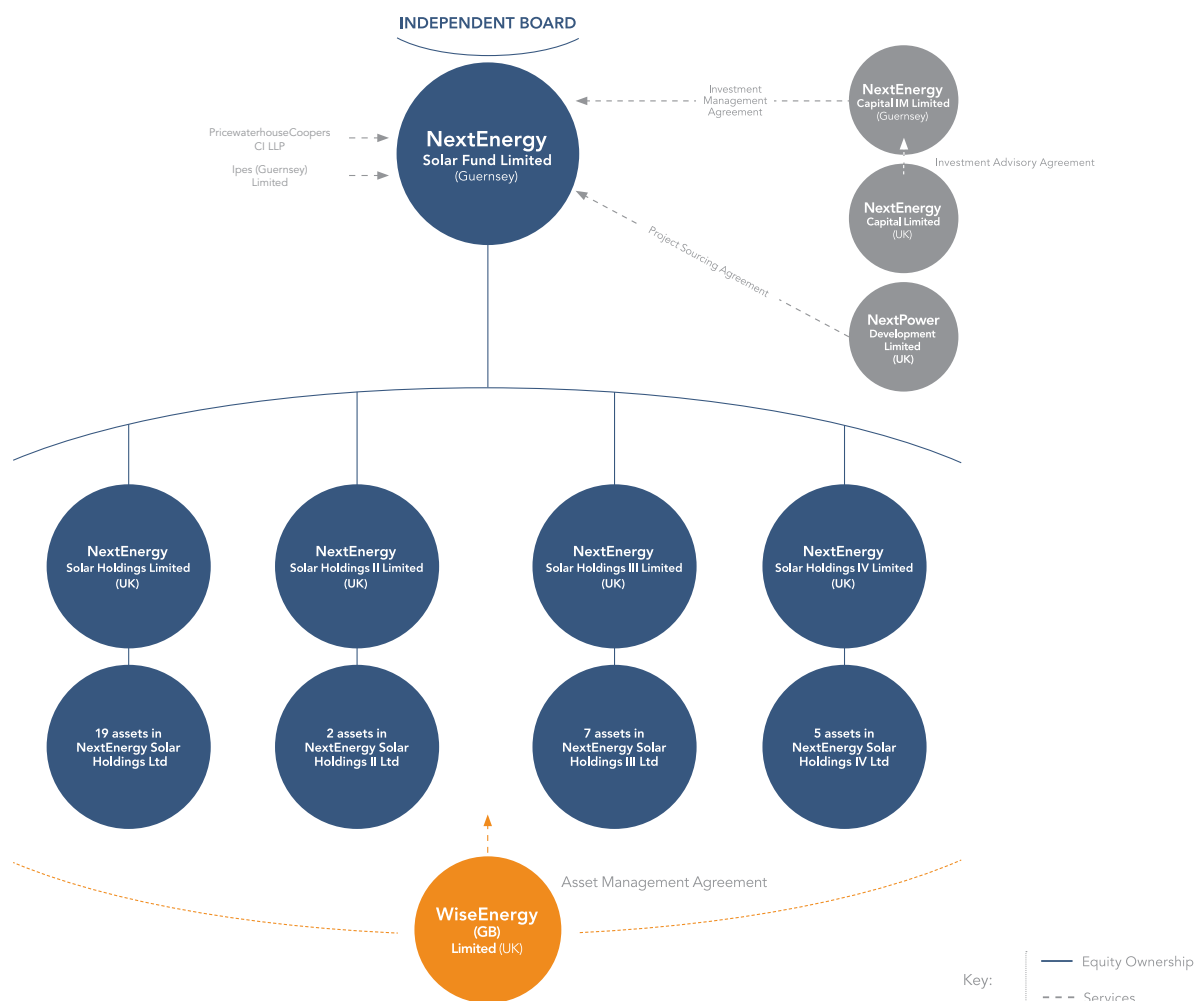 INDEPENDENT BOARD
NextEnergy
Solar Fund Limited
(Guernsey)
PricewaterhouseCoopers
CI LLP
Ipes (Guernsey)
Limited
Investment
Management
Agreement
NextEnergy
Capital IM Limited
(Guernsey)
Investment Advisory Agreement
NextEnergy
Capital Limited
(UK)
Project Sourcing Agreement
NextPower
Development
Limited
(UK)
NextEnergy
Solar Holdings Limited
(UK)
NextEnergy
Solar Holdings II Limited
(UK)
NextEnergy
Solar Holdings III Limited
(UK)
NextEnergy
Solar Holdings IV Limited
(UK)
19 assets in
NextEnergy Solar
Holdings Ltd
2 assets in
NextEnergy Solar
Holdings II Ltd
7 assets in
NextEnergy Solar
Holdings III Ltd
5 assets in
NextEnergy Solar
Holdings IV Ltd
Asset Management Agreement
WiseEnergy
(GB)
Limited (UK)
Key:
Equity Ownership
Services